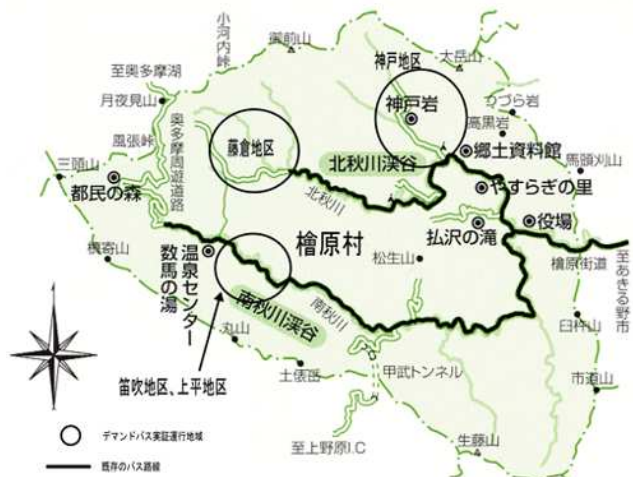 小河内峠
御前山
至奥多摩湖
神戸地区
大岳山
月夜見山
奥多摩周遊道路
神戸岩
つづら岩
高黒岩
風張峠
藤倉地区
郷土資料館
三頭山
北秋川渓谷
馬頭刈山
都民の森
やすらぎの里
北秋川
役場
払沢の滝
檜原村
槇寄山
温泉センター
数馬の湯
松生山
檜原街道
至あきる野市
南秋川渓谷
南秋川
臼杵山
丸山
笛吹地区、上平地区
土俵岳
甲武トンネル
市道山
デマンドバス実証運行地域
至上野原I.C
生藤山
既存のバス路線